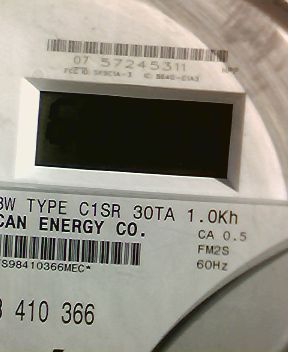 07 57245311
3W TYPE C1SR 30TA 1.0Kh
CAN ENERGY CO.
CA 0.5
FM2S
60Hz
S98410366MEC*
8 410 366